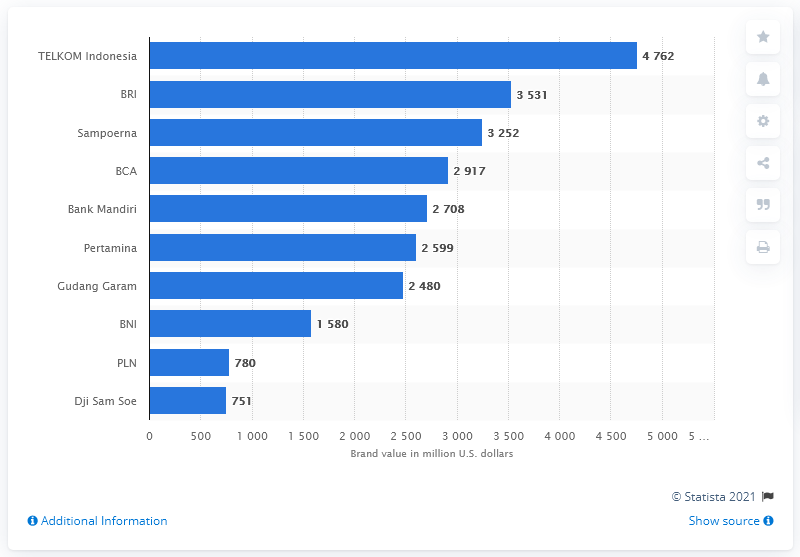 TELKOM Indonesia 4 762
BRI 3 531
Sampoerna 3 252
BCA 2 917
Bank Mandiri 2 708
Pertamina 2 599
Gudang Garam 2 480
BNI 1 580
PLN 780
Dji Sam Soe 751
0 500 1 000 1 500 2 000 2 500 3 000 3 500 4 000 4 500 5 000 5 ...
Brand value in million U.S. dollars
© Statista 2021
Additional Information
Show source